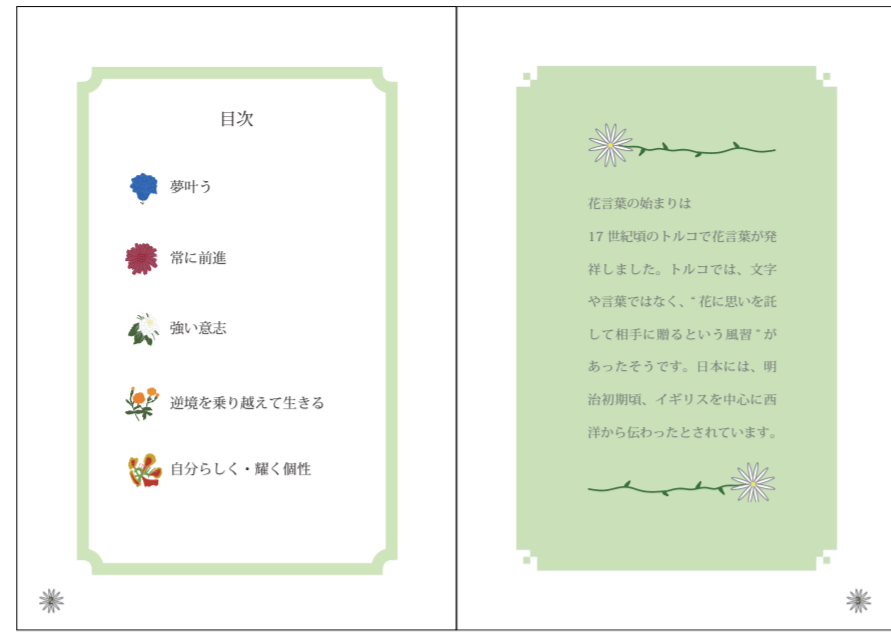 目次
夢叶う
常に前進
強い意志
逆境を乗り越えて生きる
自分らしく・耀く個性
2
花言葉の始まりは
17 世紀頃のトルコで花言葉が発
祥しました。トルコでは、文字
や言葉ではなく、“ 花に思いを託
して相手に贈るという風習 ” が
あったそうです。日本には、明
治初期頃、イギリスを中心に西
洋から伝わったとされています。
3